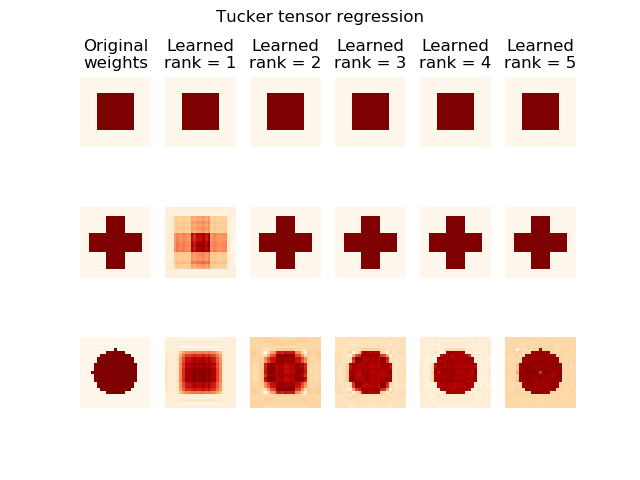 Tucker tensor regression
Original weights
Learned rank = 1
Learned rank = 2
Learned rank = 3
Learned rank = 4
Learned rank = 5